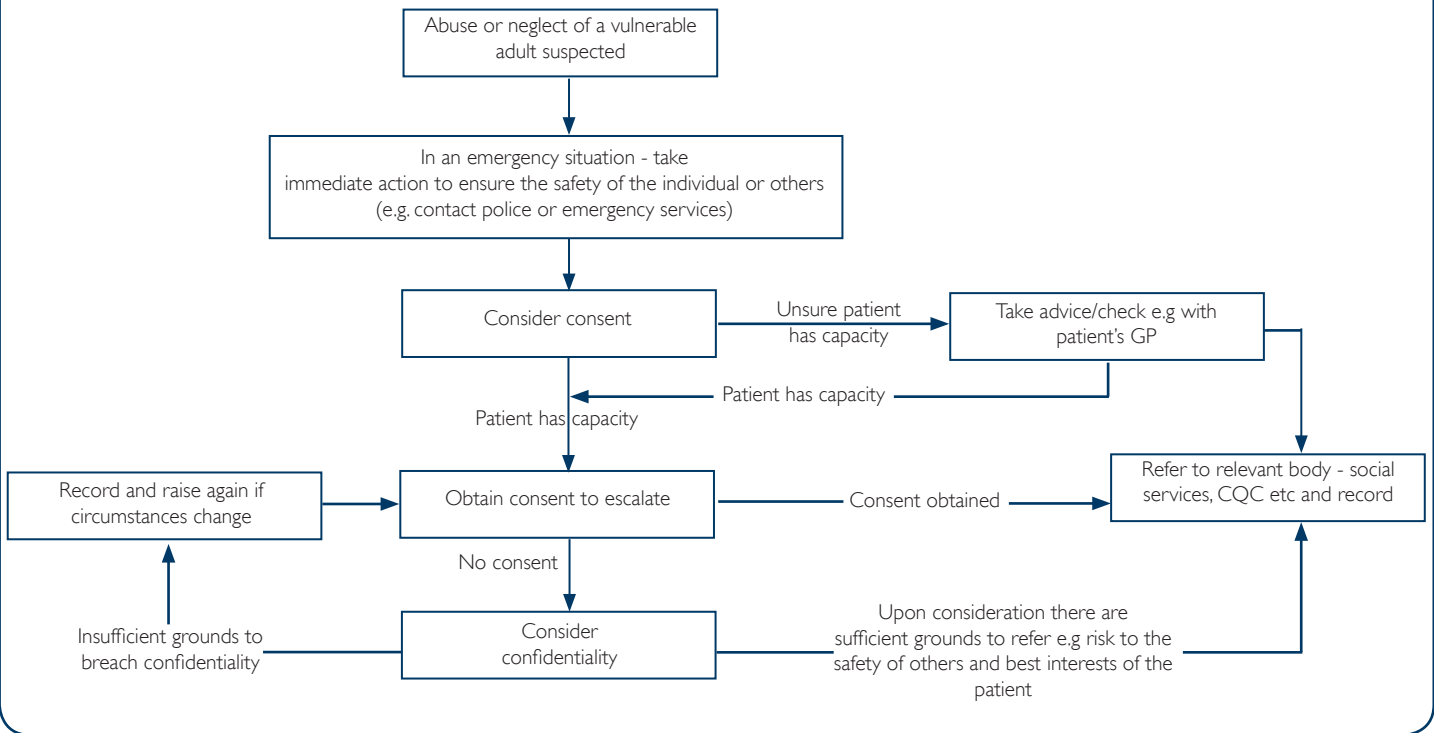 Abuse or neglect of a vulnerable
adult suspected
In an emergency situation - take
immediate action to ensure the safety of the individual or others
(e.g. contact police or emergency services)
Consider consent
Unsure patient
has capacity
Take advice/check e.g with
patient's GP
Patient has capacity
Patient has capacity
Record and raise again if
circumstances change
Obtain consent to escalate
Consent obtained
Refer to relevant body - social
services, CQC etc and record
No consent
Insufficient grounds to
breach confidentiality
Consider
confidentiality
Upon consideration there are
sufficient grounds to refer e.g risk to the
safety of others and best interests of the
patient